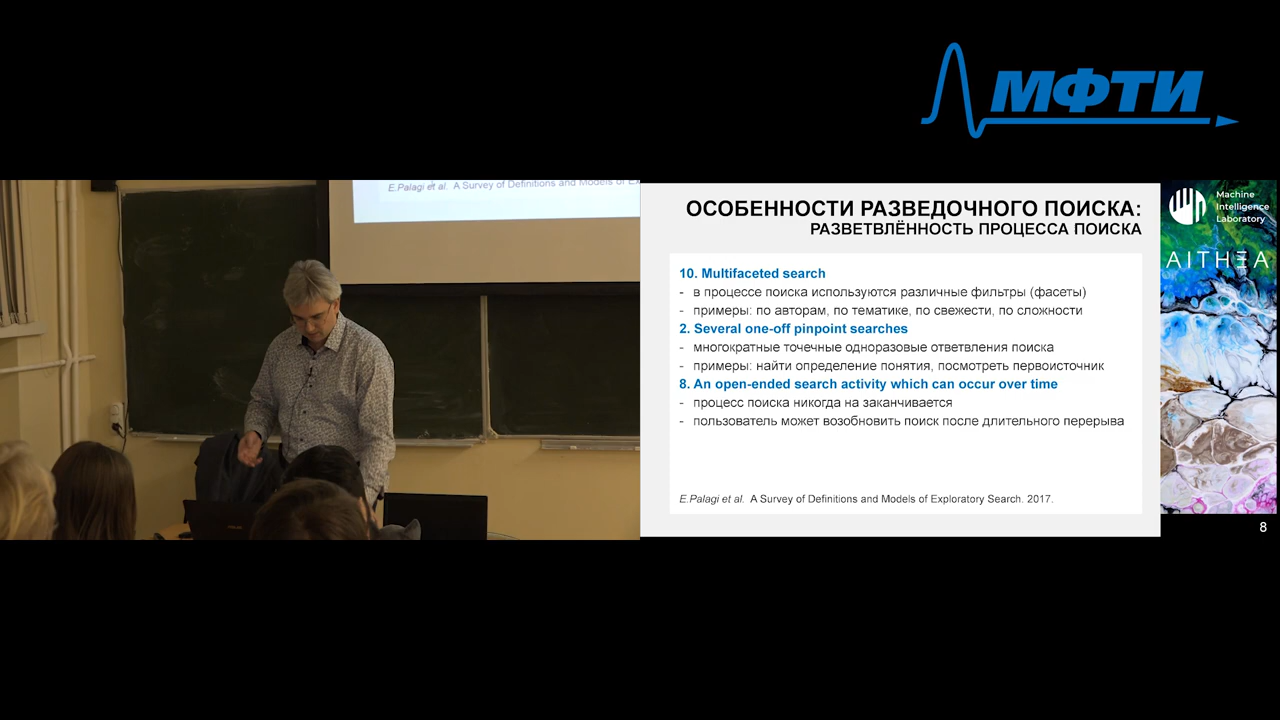 МФТИ
E.Palagi et al. A Survey of Definitions and Models of E
ОСОБЕННОСТИ РАЗВЕДОЧНОГО ПОИСКА:
РАЗВЕТВЛЁННОСТЬ ПРОЦЕССА ПОИСКА
10. Multifaceted search
- в процессе поиска используются различные фильтры (фасеты)
- примеры: по авторам, по тематике, по свежести, по сложности
2. Several one-off pinpoint searches
- многократные точечные одноразовые ответвления поиска
- примеры: найти определение понятия, посмотреть первоисточник
8. An open-ended search activity which can occur over time
- процесс поиска никогда на заканчивается
- пользователь может возобновить поиск после длительного перерыва
E.Palagi et al. A Survey of Definitions and Models of Exploratory Search. 2017.
Machine
Intelligence
Laboratory
AITHEA
8